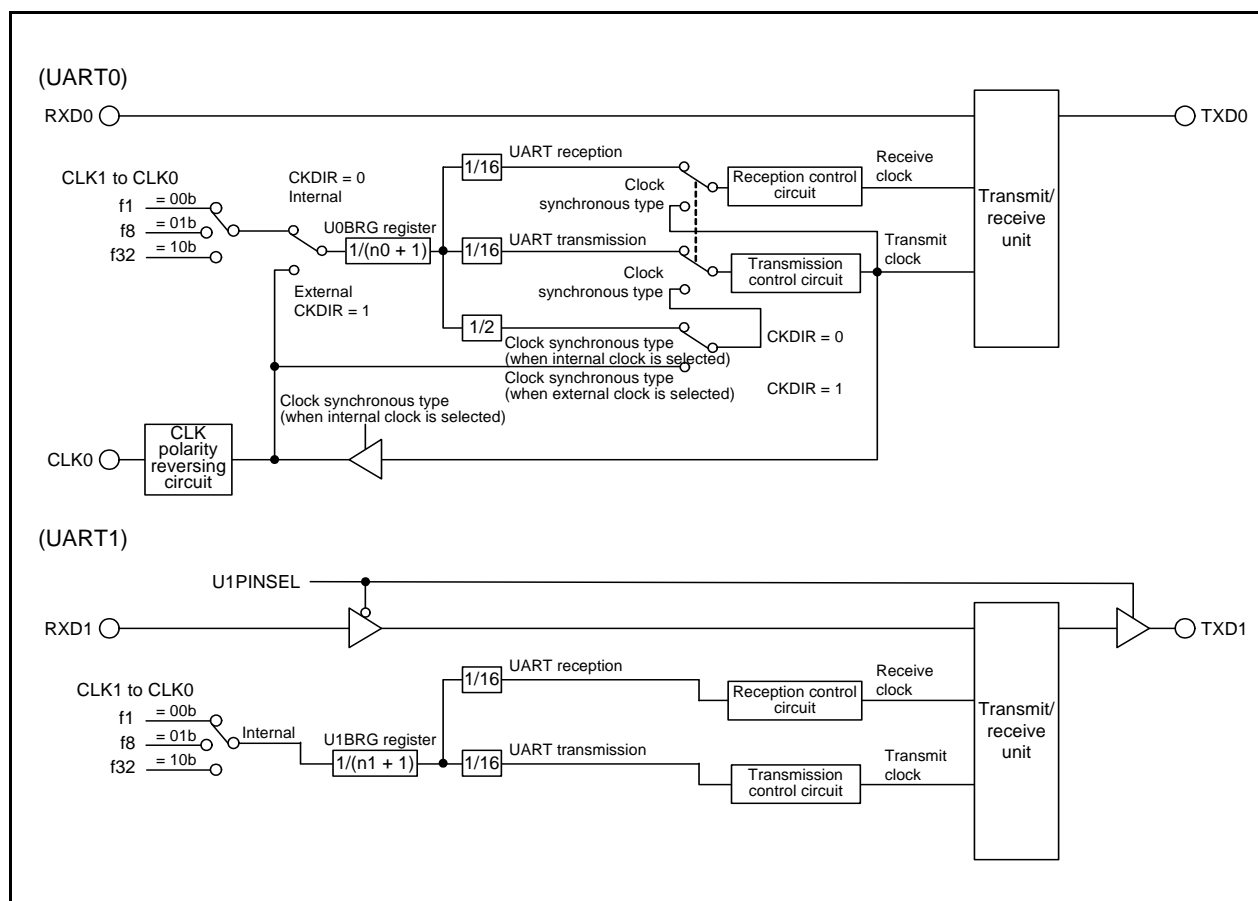 (UART0)
RXD0
TXD0
1/16
UART reception
CLK1 to CLK0
CKDIR = 0
Internal
f1
= 00b
f8
= 01b
f32
= 10b
U0BRG register
1/(n0 + 1)
Clock
synchronous type
Reception control
circuit
Receive
clock
Transmit/
receive
unit
1/16
UART transmission
Clock
synchronous type
Transmission
control circuit
Transmit
clock
External
CKDIR = 1
1/2
Clock synchronous type
(when internal clock is selected)
CKDIR = 0
Clock synchronous type
(when external clock is selected)
CKDIR = 1
Clock synchronous type
(when internal clock is selected)
CLK0
CLK
polarity
reversing
circuit
(UART1)
U1PINSEL
RXD1
TXD1
1/16
UART reception
CLK1 to CLK0
f1
= 00b
f8
= 01b
f32
= 10b
Internal
U1BRG register
1/(n1 + 1)
Reception control
circuit
Receive
clock
Transmit/
receive
unit
1/16
UART transmission
Transmission
control circuit
Transmit
clock